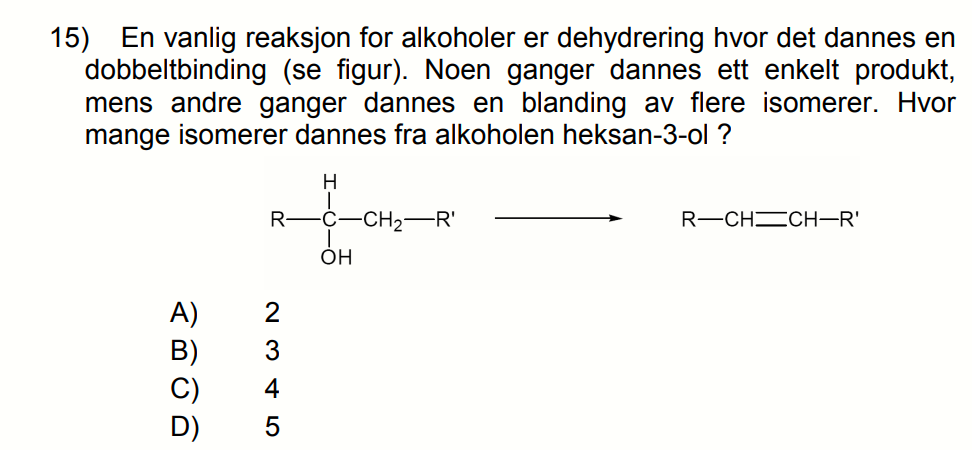 15) En vanlig reaksjon for alkoholer er dehydrering hvor det dannes en
dobbeltbinding (se figur). Noen ganger dannes ett enkelt produkt,
mens andre ganger dannes en blanding av flere isomerer. Hvor
mange isomerer dannes fra alkoholen heksan-3-ol ?
H
R—C—CH₂—R' R—CH=CH—R'
OH
A) 2
B) 3
C) 4
D) 5